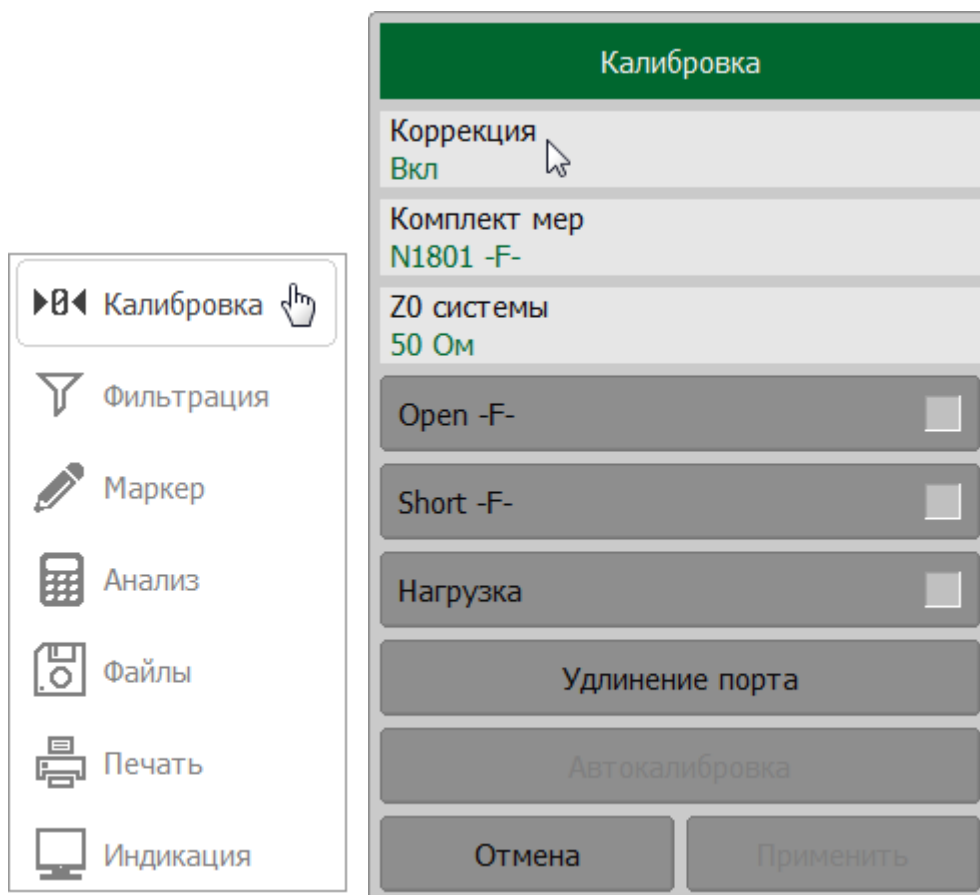 Калибровка
Фильтрация
Маркер
Анализ
Файлы
Печать
Индикация
Калибровка
Коррекция
Вкл
Комплект мер
N1801 -F-
Z0 системы
50 Ом
Open -F-
Short -F-
Нагрузка
Удлинение порта
Автокалибровка
Отмена
Применить